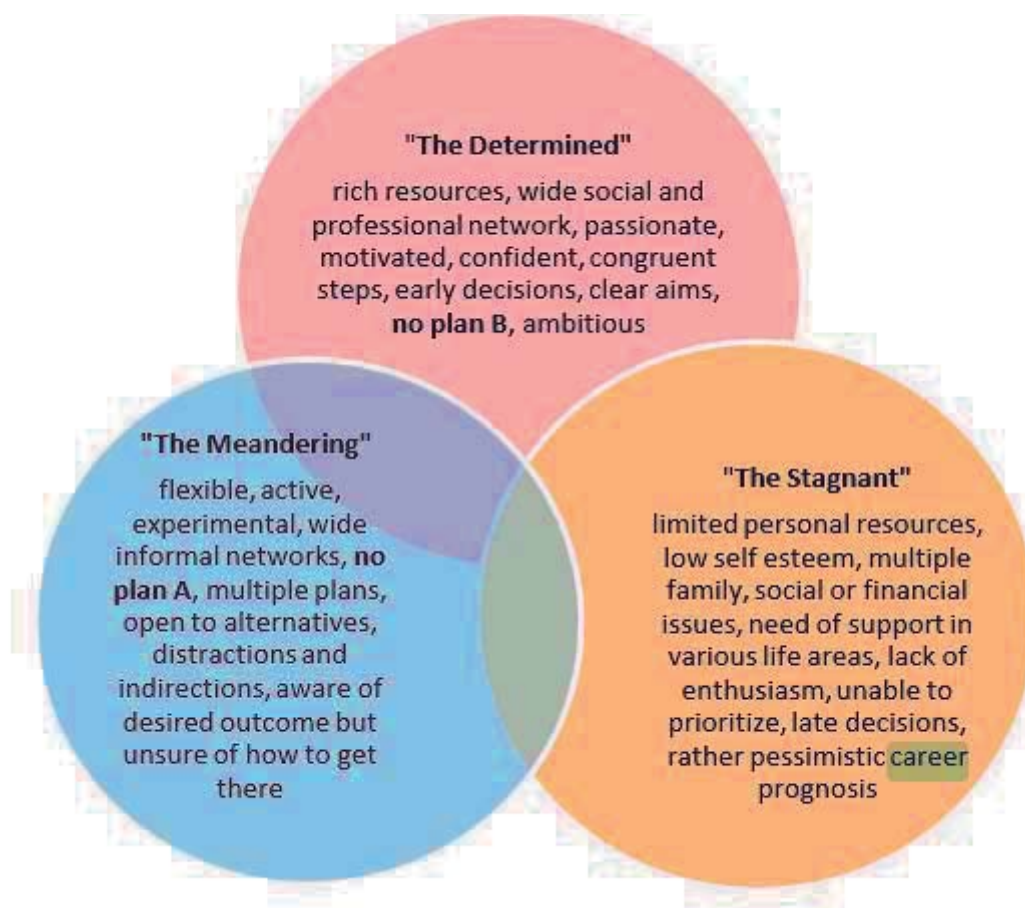 "The Determined"
rich resources, wide social and
professional network, passionate,
motivated, confident, congruent
steps, early decisions, clear aims,
no plan B, ambitious
"The Meandering"
flexible, active,
experimental, wide
informal networks, no
plan A, multiple plans,
open to alternatives,
distractions and
indirections, aware of
desired outcome but
unsure of how to get
there
"The Stagnant"
limited personal resources,
low self esteem, multiple
family, social or financial
issues, need of support in
various life areas, lack of
enthusiasm, unable to
prioritize, late decisions,
rather pessimistic career
prognosis